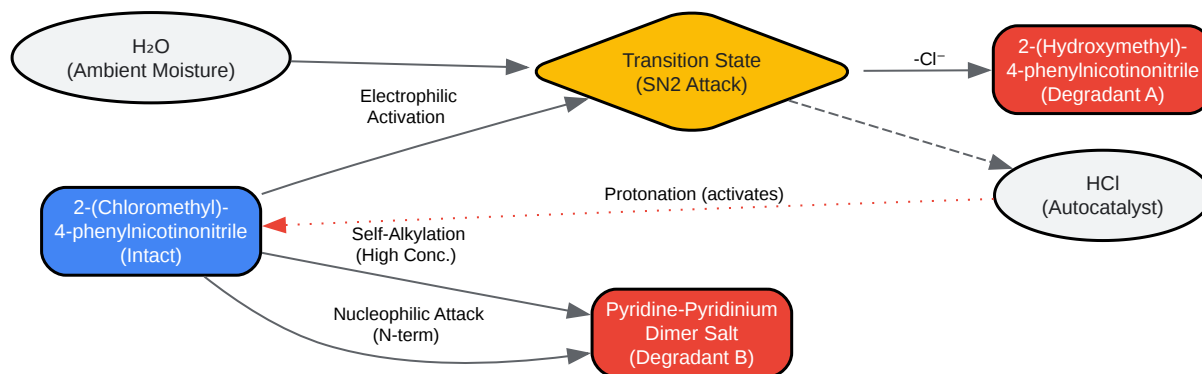 H₂O
(Ambient Moisture)
Transition State
(SN2 Attack)
-Cl⁻
2-(Hydroxymethyl)-
4-phenylnicotinonitrile
(Degradant A)
Electrophilic
Activation
HCl
(Autocatalyst)
Protonation (activates)
2-(Chloromethyl)-
4-phenylnicotinonitrile
(Intact)
Self-Alkylation
(High Conc.)
Nucleophilic Attack
(N-term)
Pyridine-Pyridinium
Dimer Salt
(Degradant B)